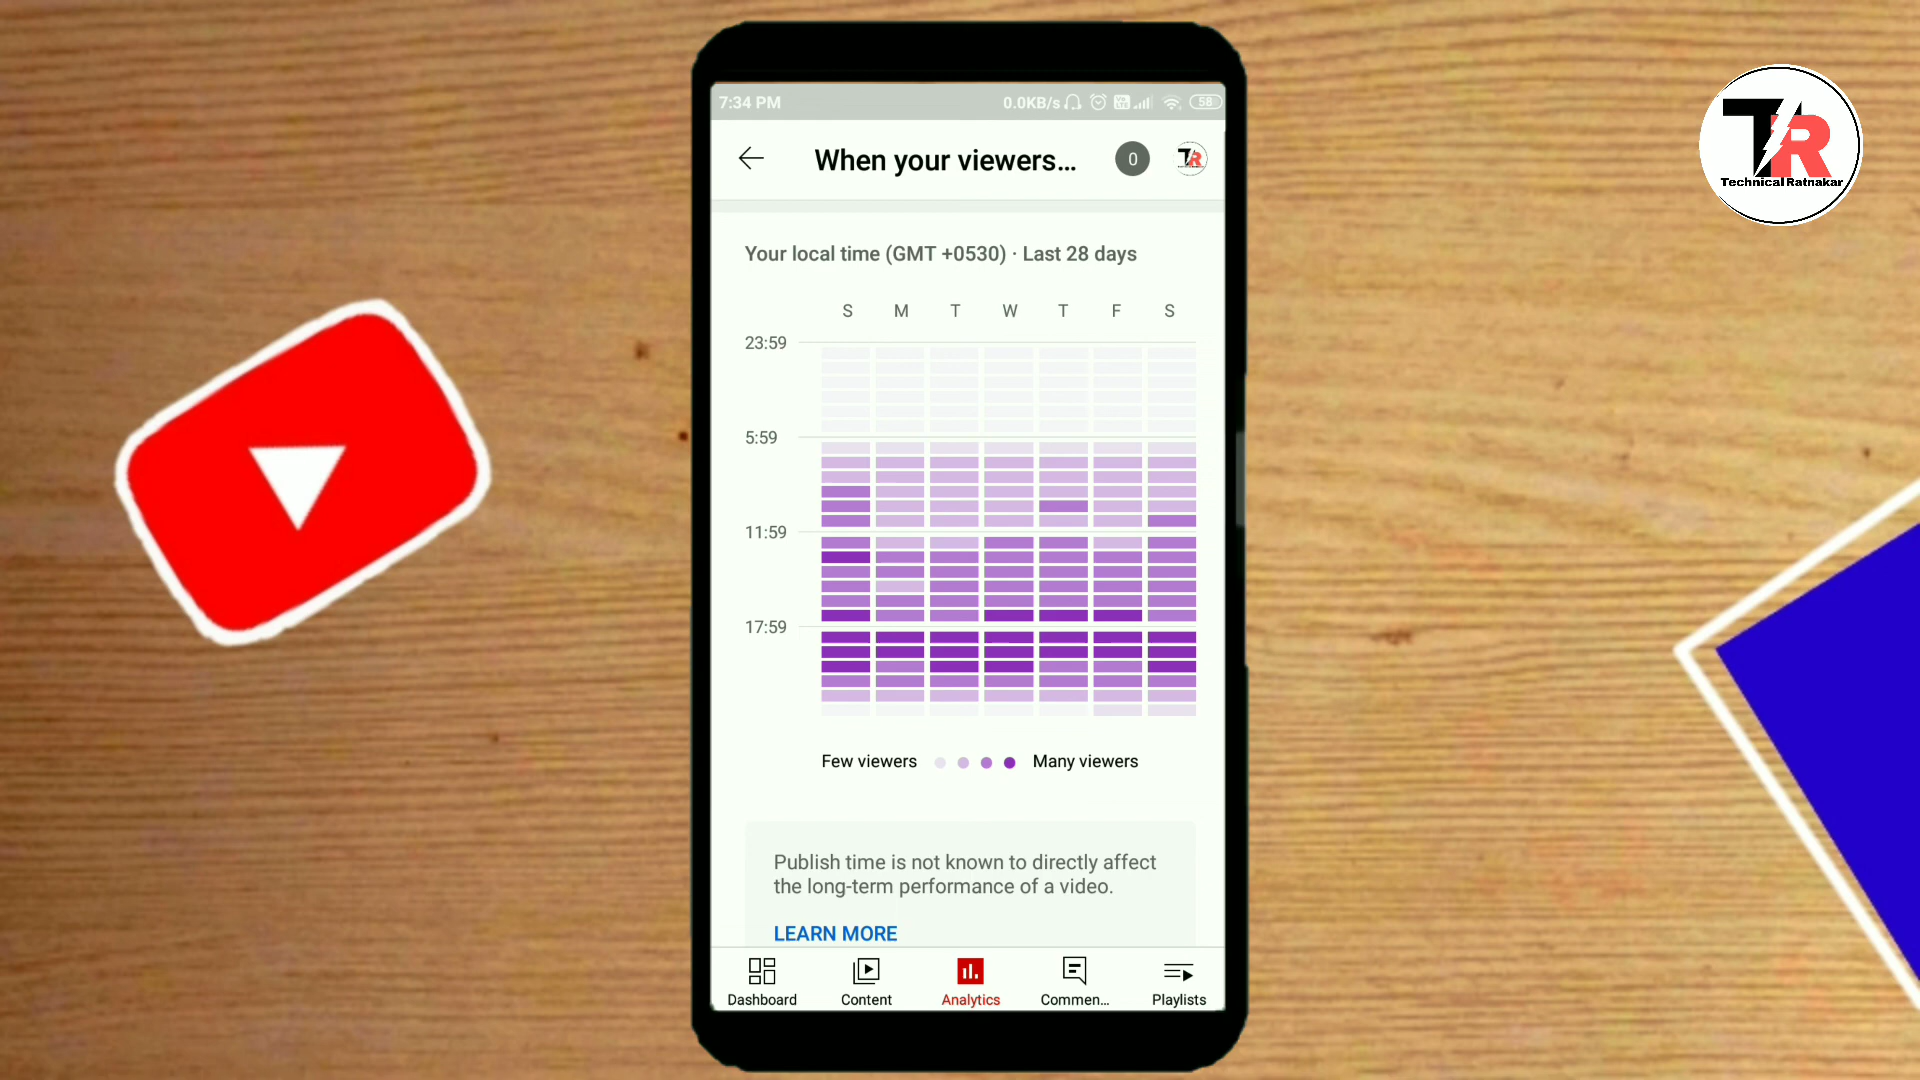 7:34 PM
0.0KB/s
58
When your viewers...
0
TR
TR
Technical Ratnakar
Your local time (GMT +0530) · Last 28 days
S M T W T F S
23:59
5:59
11:59
17:59
Few viewers
Many viewers
Publish time is not known to directly affect
the long-term performance of a video.
LEARN MORE
Dashboard
Content
Analytics
Commen...
Playlists